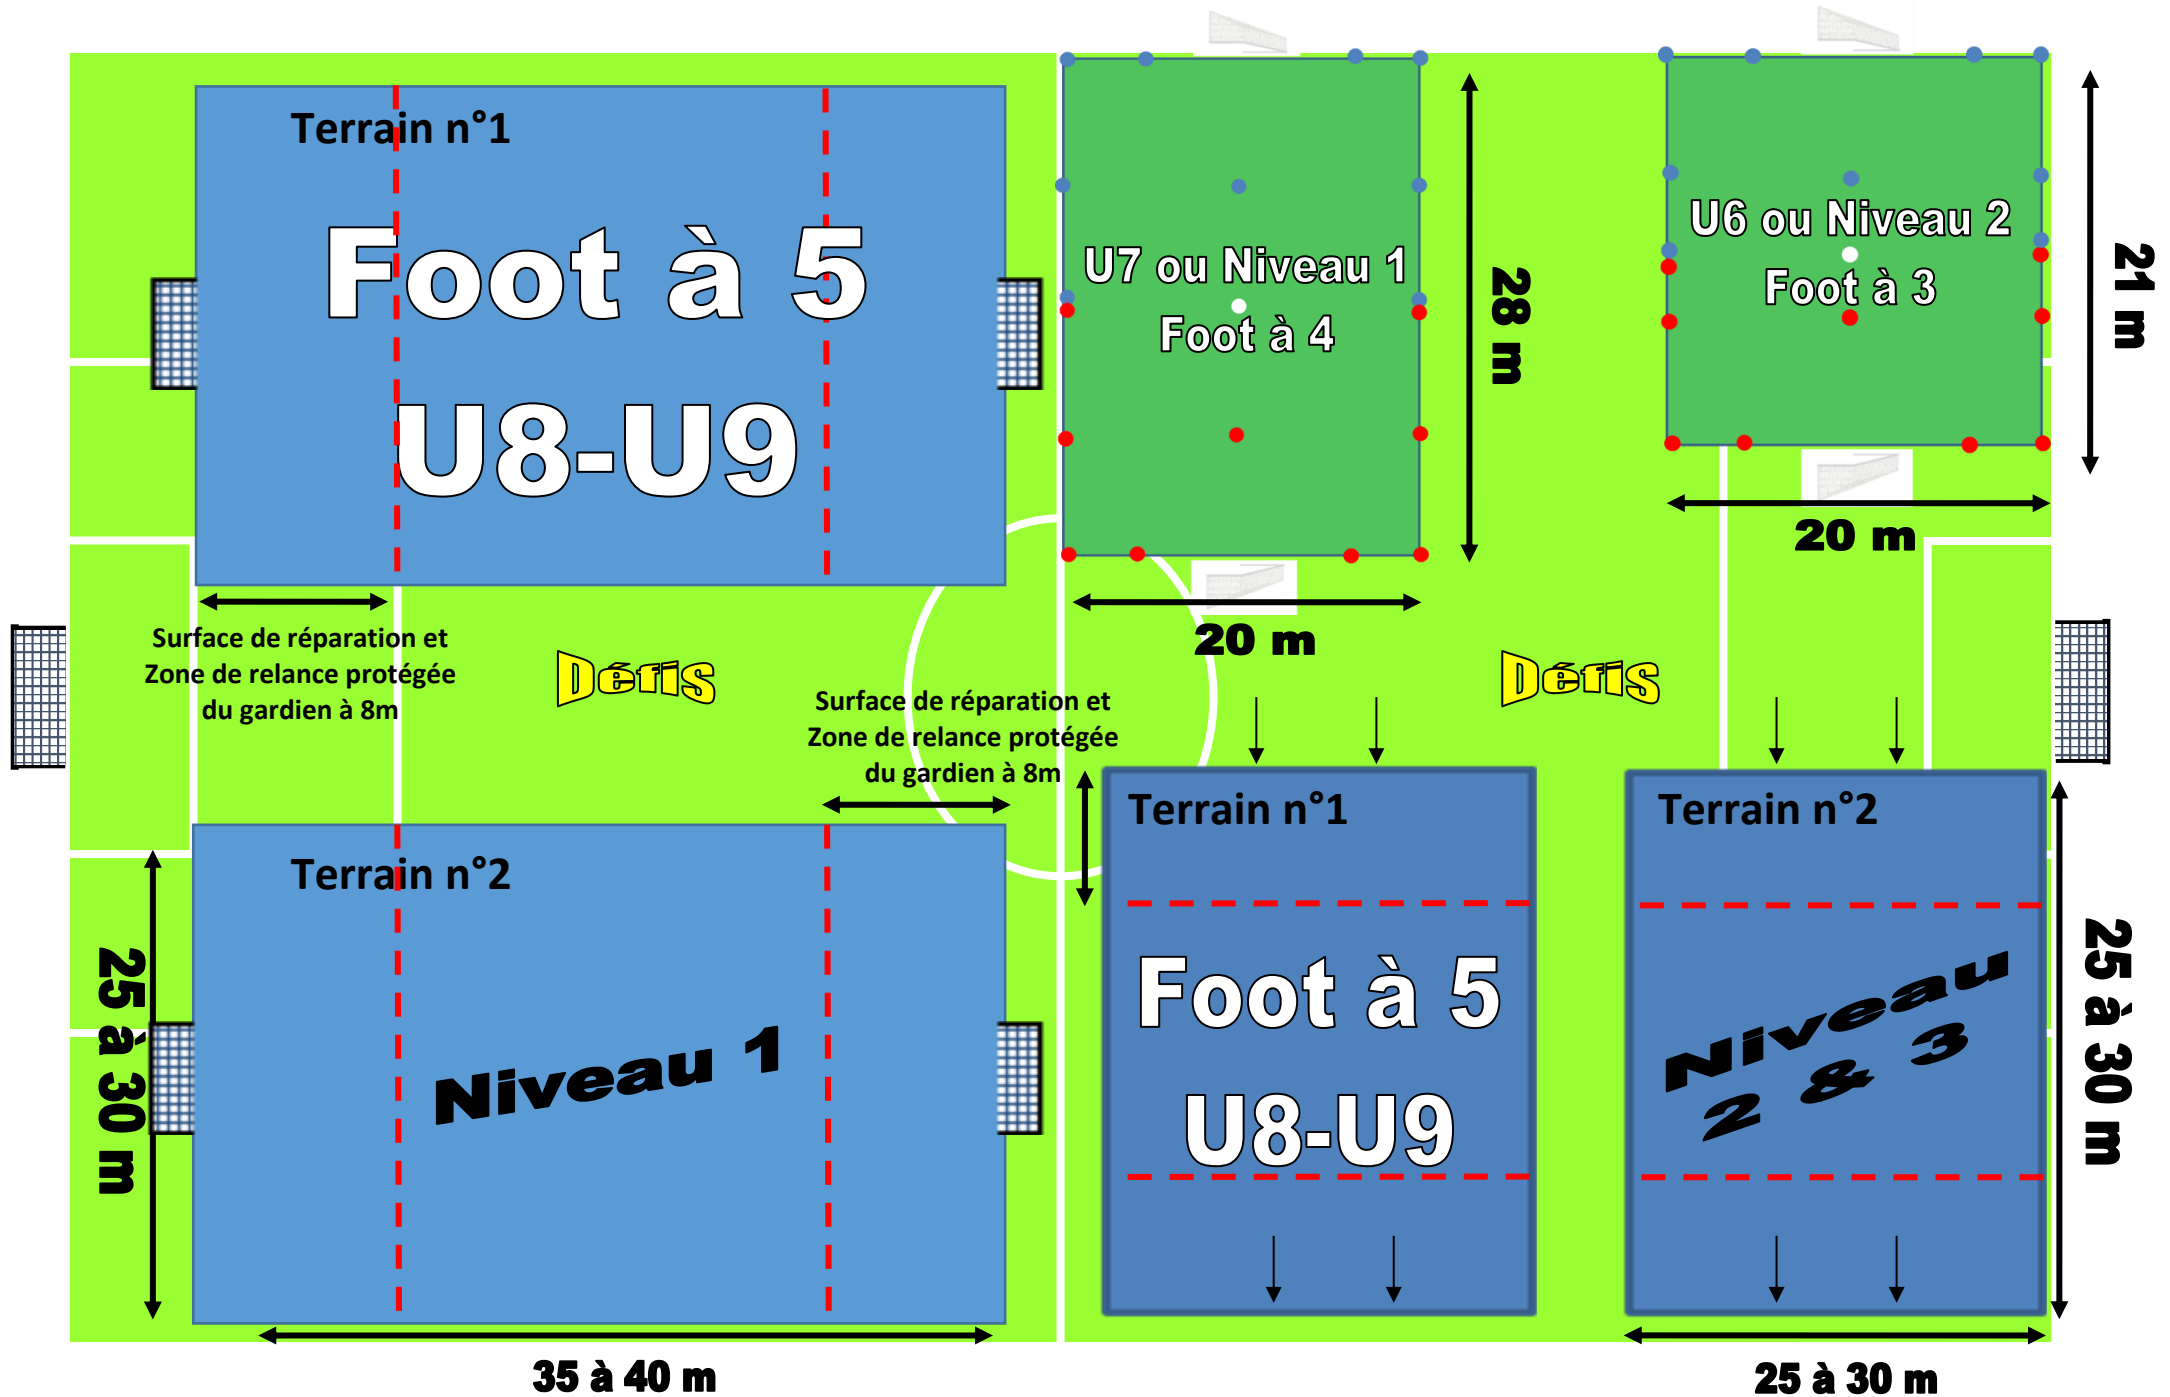 Terrain n°1
Foot à 5
U8-U9
U7 ou Niveau 1
Foot à 4
28 m
20 m
U6 ou Niveau 2
Foot à 3
21 m
20 m
Surface de réparation et
Zone de relance protégée
du gardien à 8m
Défis
Surface de réparation et
Zone de relance protégée
du gardien à 8m
Défis
Terrain n°2
Niveau 1
25 à 30 m
35 à 40 m
Terrain n°1
Foot à 5
U8-U9
Terrain n°2
Niveau
2 & 3
25 à 30 m
25 à 30 m